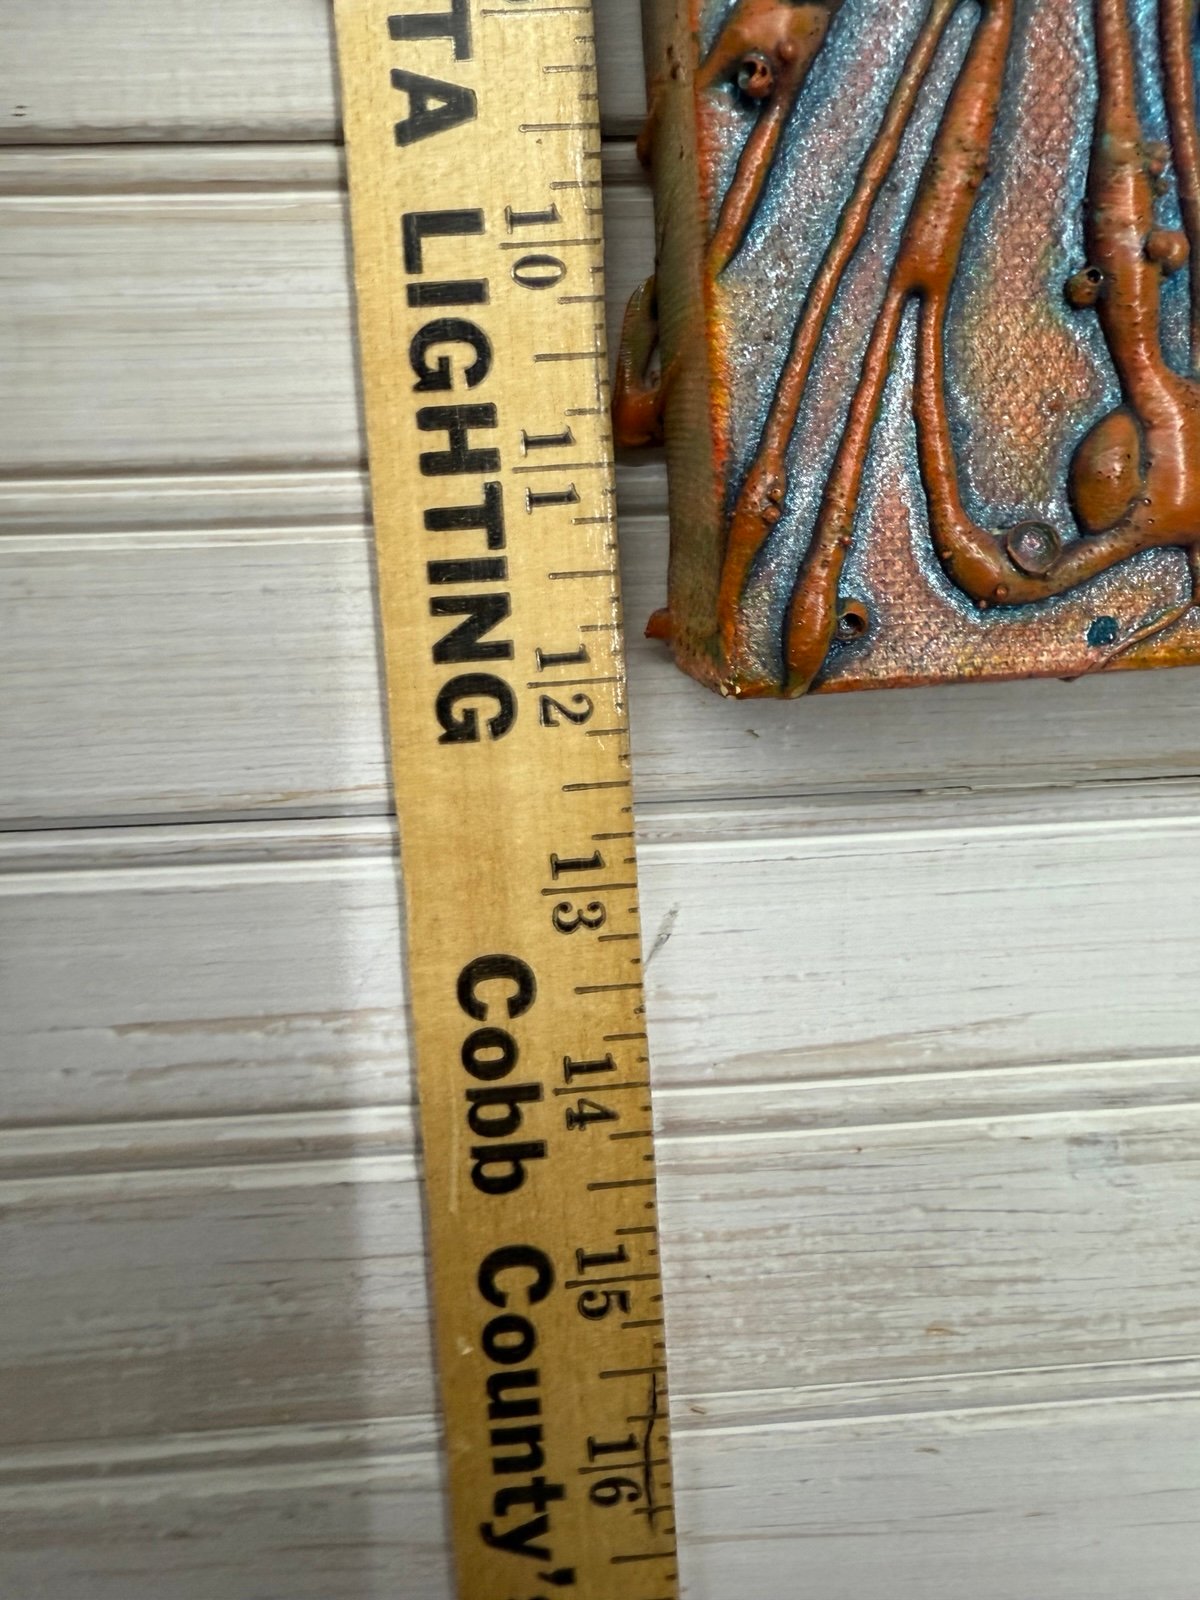 TA LIGHTING Cobb County's
10 11 12 13 14 15 16